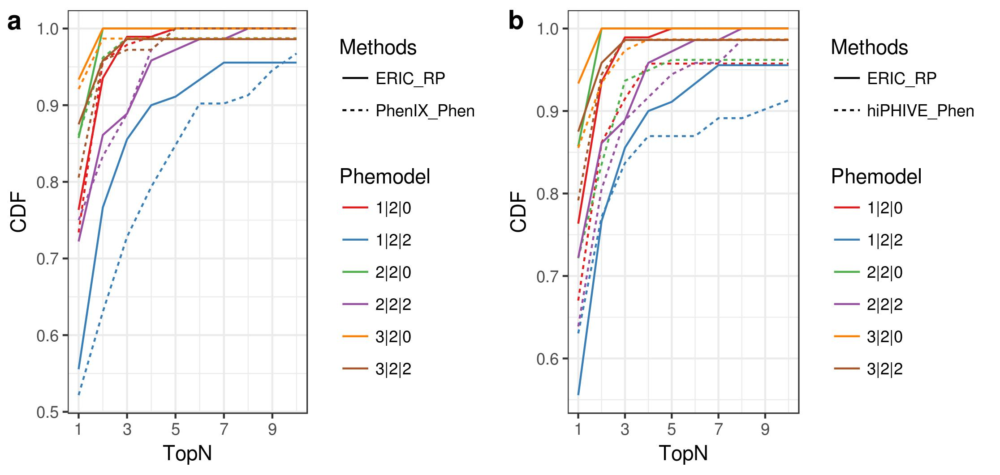 a
1.0
0.9
0.8
0.7
0.6
0.5
CDF
1 3 5 7 9
TopN
Methods
ERIC_RP
PhenIX_Phen
Phemodel
1|2|0
1|2|2
2|2|0
2|2|2
3|2|0
3|2|2
b
1.0
0.9
0.8
0.7
0.6
CDF
1 3 5 7 9
TopN
Methods
ERIC_RP
hiPHIVE_Phen
Phemodel
1|2|0
1|2|2
2|2|0
2|2|2
3|2|0
3|2|2